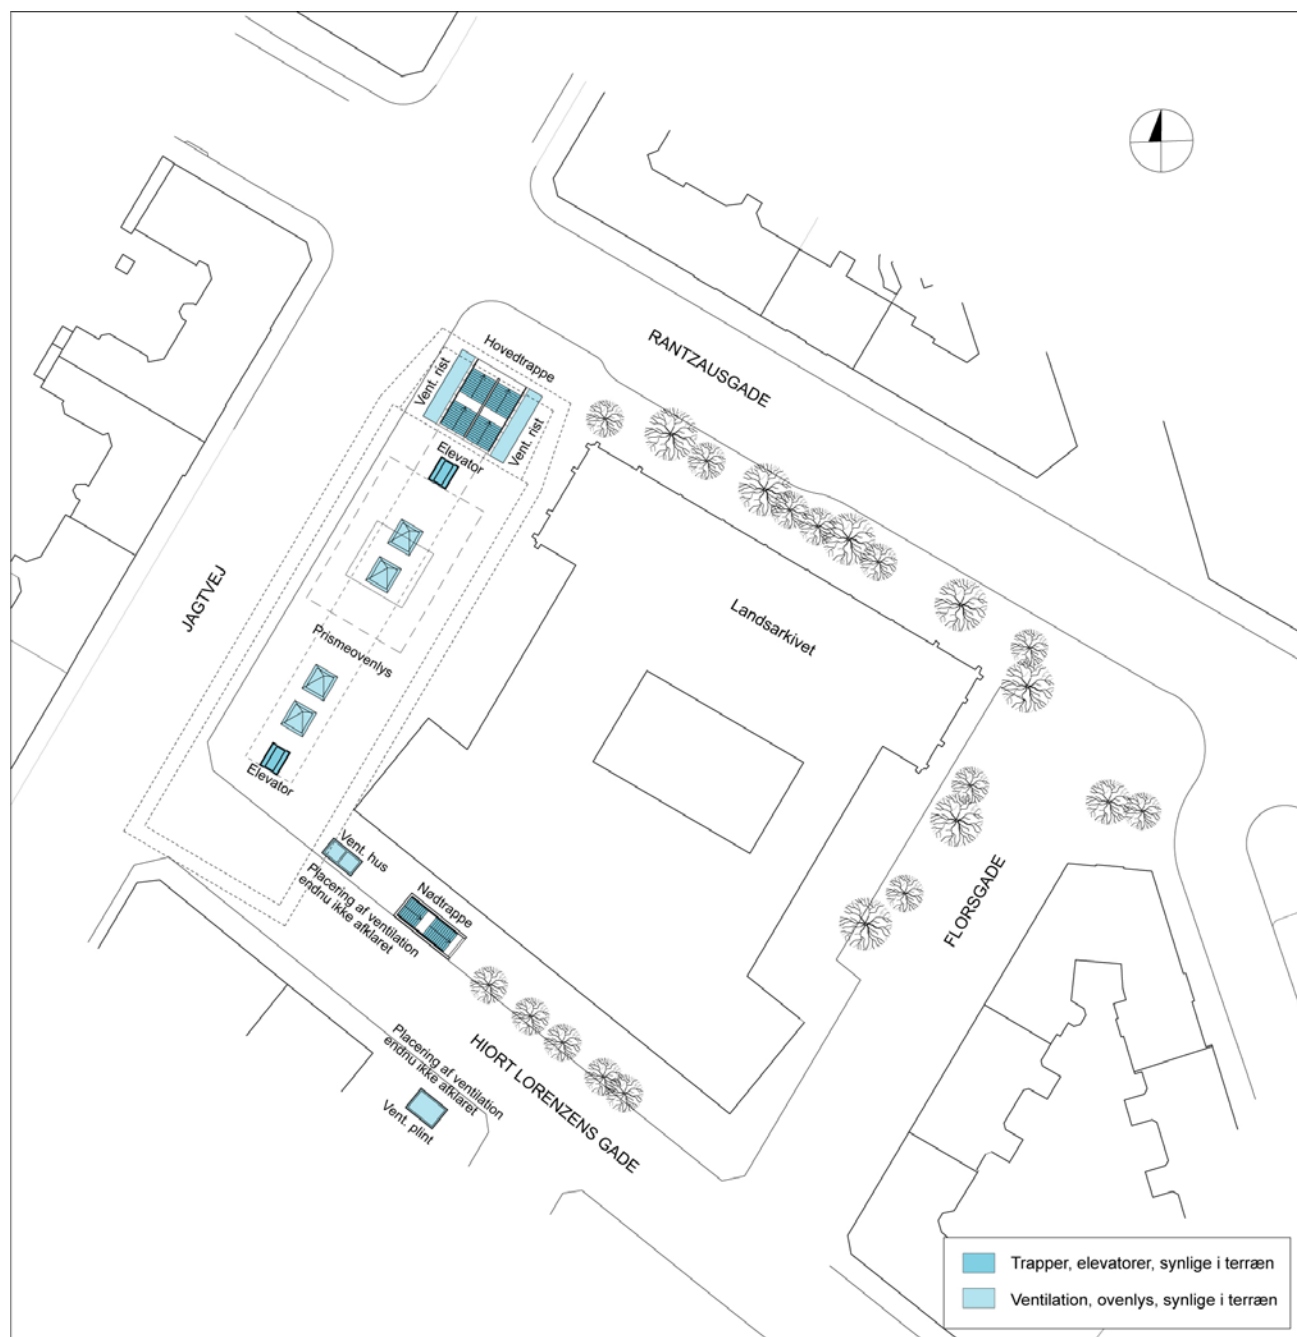 RANTZAUSGADE
Hovedtrappe
Vent. rist
Vent. rist
Elevator
JAGTVEJ
Landsarkivet
Prismeovenlys
Elevator
Vent. hus
Placering af ventilation
endnu ikke afklaret
Nødtrappe
FLORSGADE
HIORT LORENZENS GADE
Placering af ventilation
endnu ikke afklaret
Vent. plint
Trapper, elevatorer, synlige i terræn
Ventilation, ovenlys, synlige i terræn